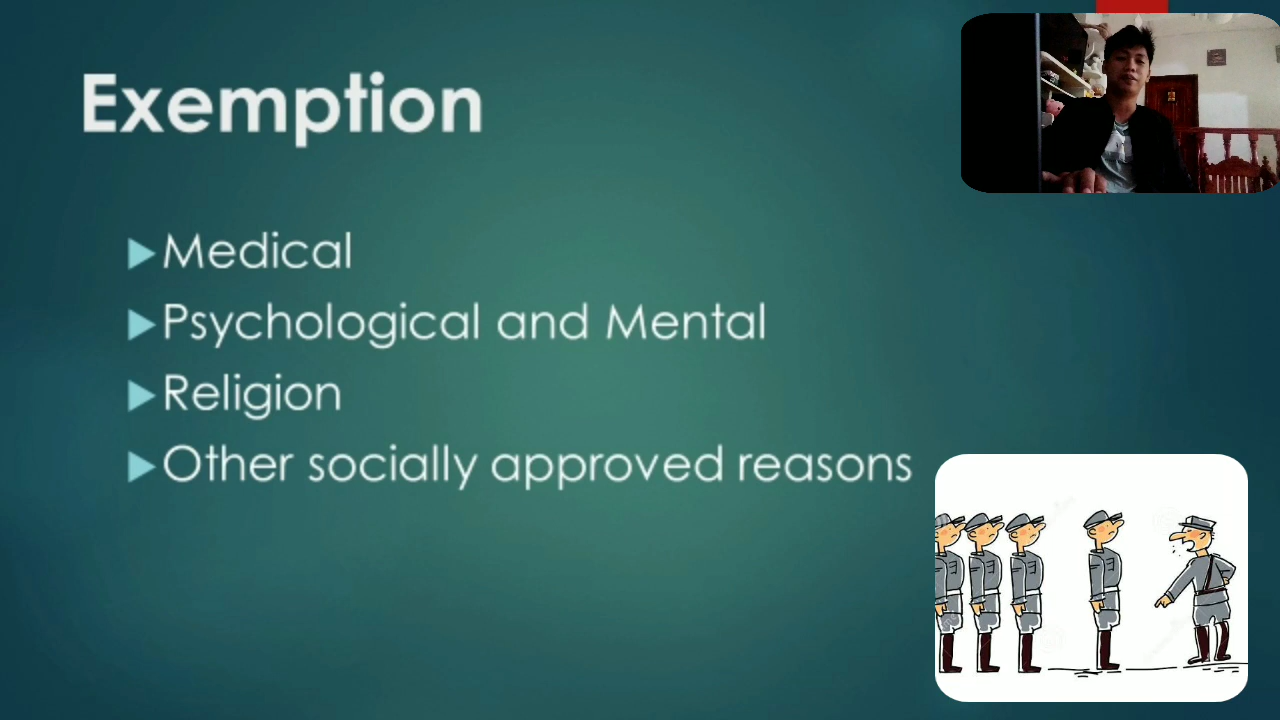 Exemption
Medical
Psychological and Mental
Religion
Other socially approved reasons